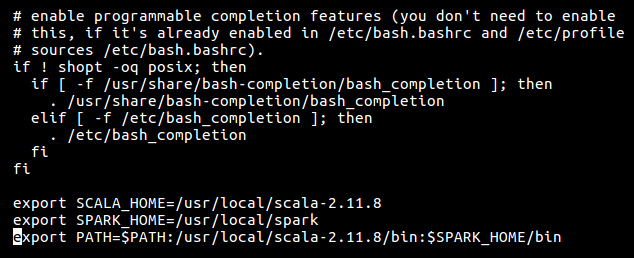 # enable programmable completion features (you don't need to enable
# this, if it's already enabled in /etc/bash.bashrc and /etc/profile
# sources /etc/bash.bashrc).
if ! shopt -oq posix; then
  if [ -f /usr/share/bash-completion/bash_completion ]; then
    . /usr/share/bash-completion/bash_completion
  elif [ -f /etc/bash_completion ]; then
    . /etc/bash_completion
  fi
fi

export SCALA_HOME=/usr/local/scala-2.11.8
export SPARK_HOME=/usr/local/spark
export PATH=$PATH:/usr/local/scala-2.11.8/bin:$SPARK_HOME/bin